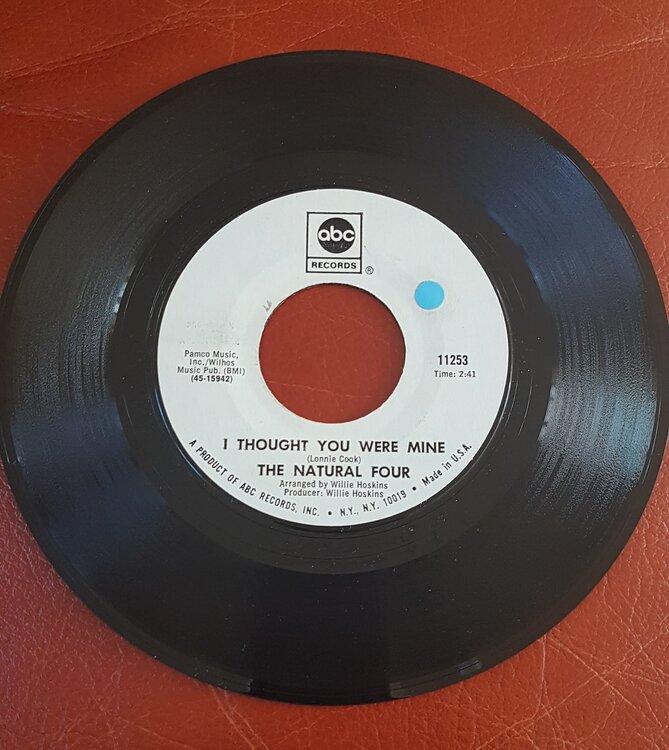 abc
RECORDS ®
Pamco Music,
Inc./Wilhos
Music Pub. (BMI)
(45-15942)
11253
Time: 2:41
I THOUGHT YOU WERE MINE
(Lonnie Cook)
THE NATURAL FOUR
Arranged by Willie Hoskins
Producer: Willie Hoskins
A PRODUCT OF ABC RECORDS, INC. • N.Y., N.Y. 10019 • Made in U.S.A.